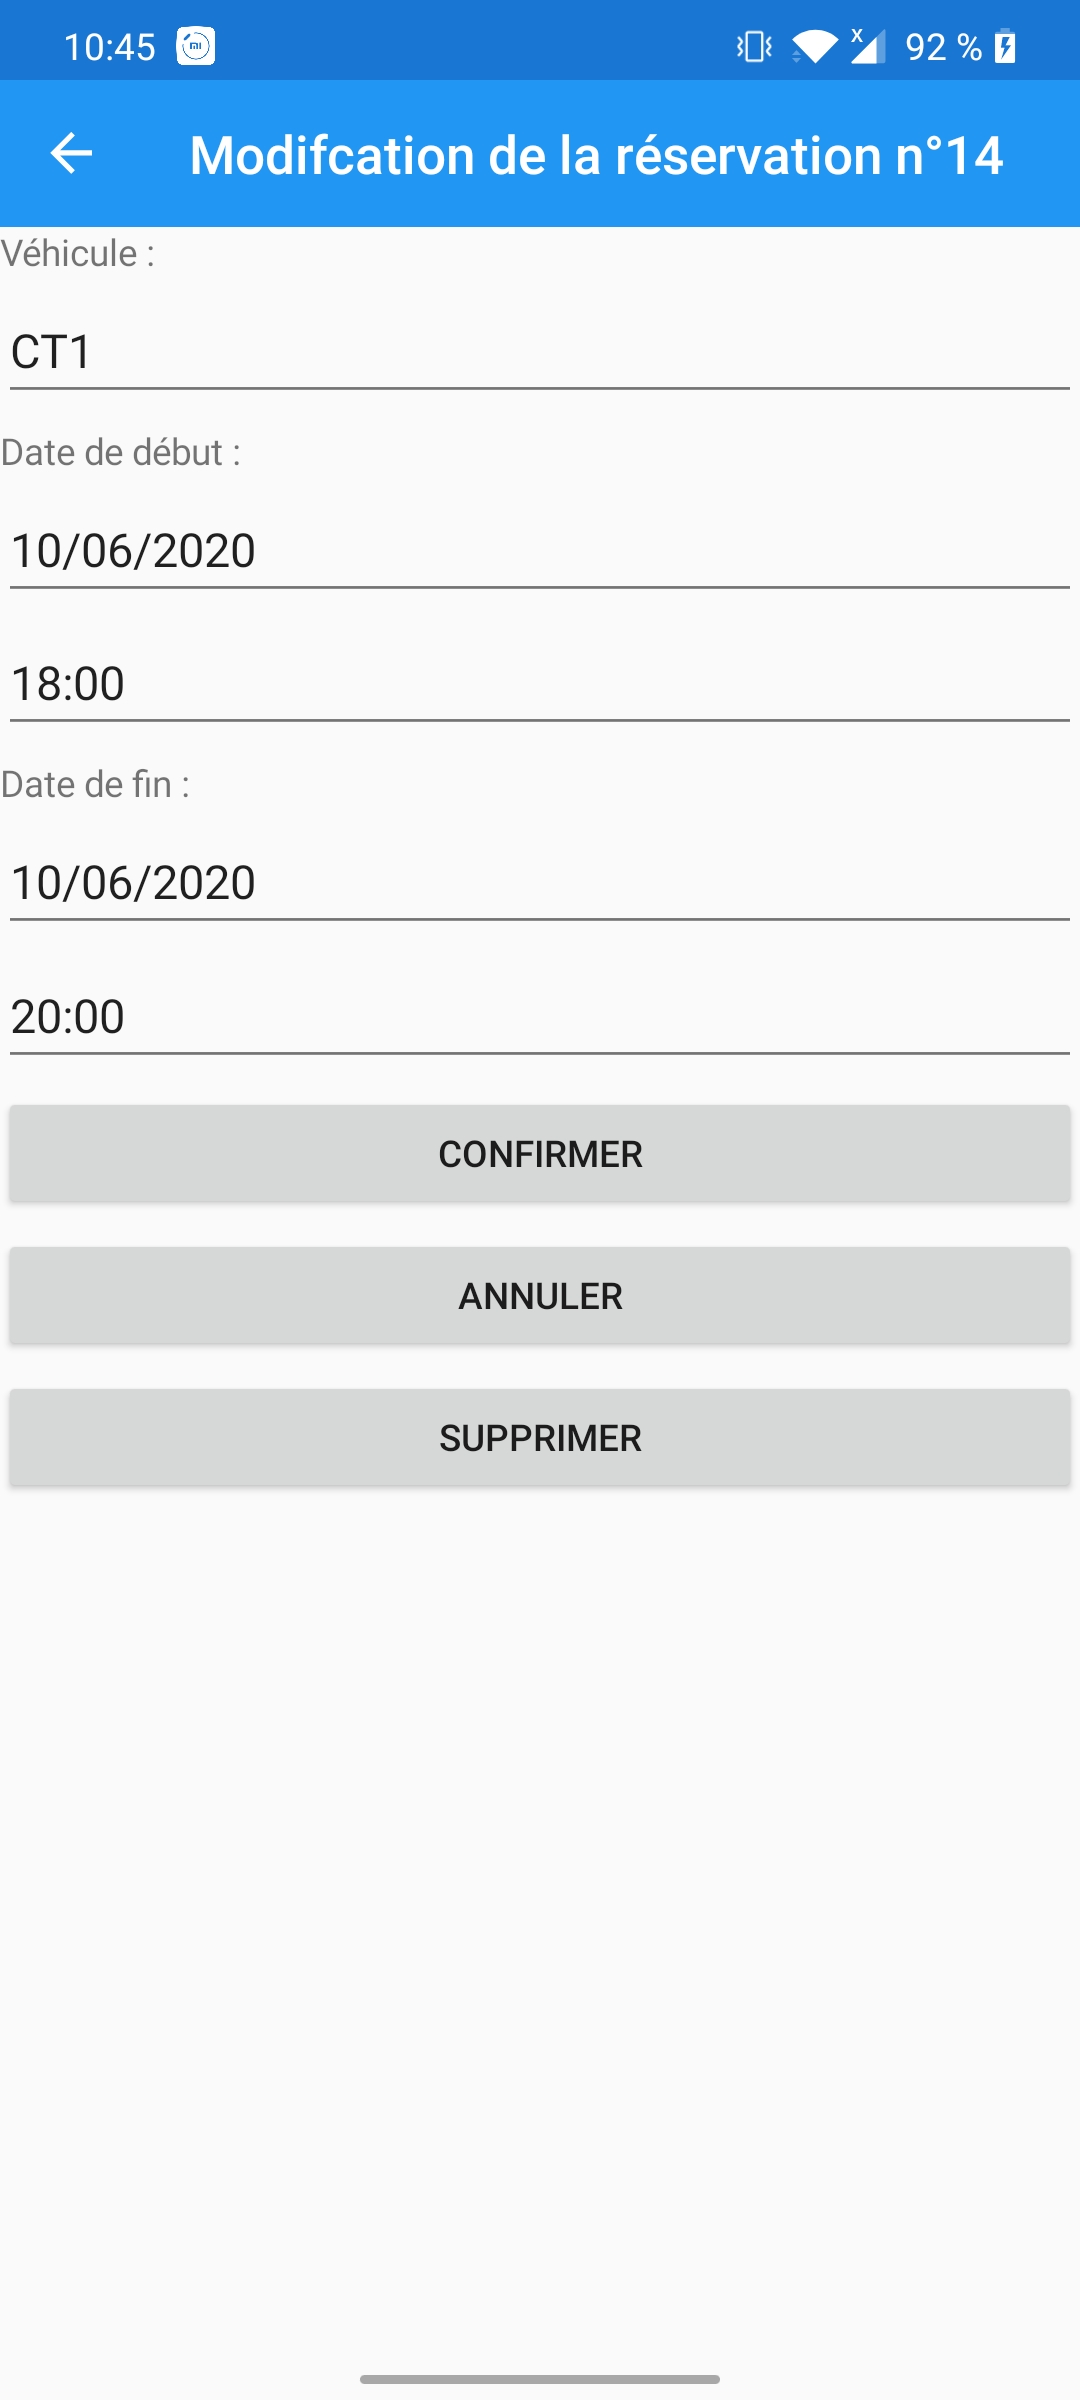 10:45 92 %
Modifcation de la réservation n°14
Véhicule :
CT1
Date de début :
10/06/2020
18:00
Date de fin :
10/06/2020
20:00
CONFIRMER
ANNULER
SUPPRIMER